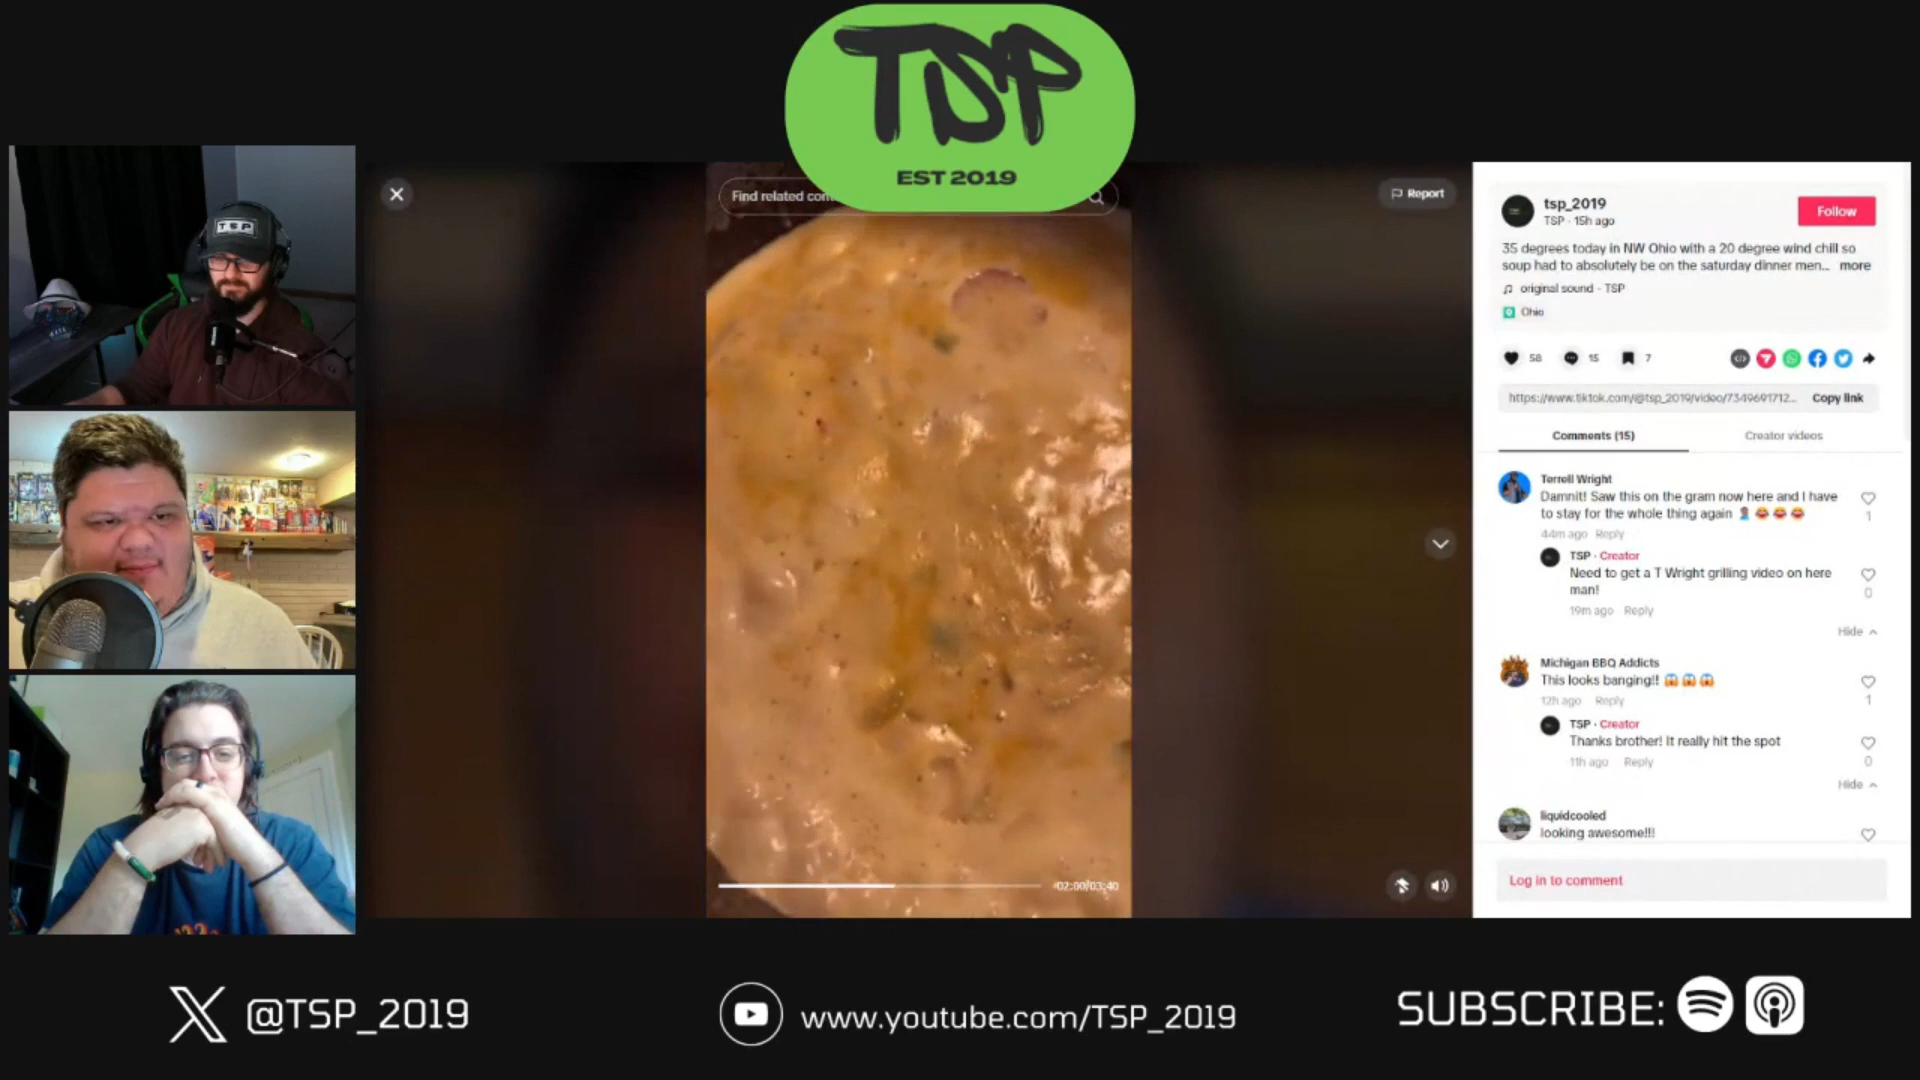 TSP
EST 2019
TSP
Find related con
Report
tsp_2019
TSP · 15h ago
Follow
35 degrees today in NW Ohio with a 20 degree wind chill so
soup had to absolutely be on the saturday dinner men... more
original sound - TSP
Ohio
58
15
7
https://www.tiktok.com/@tsp_2019/video/7349691712...
Copy link
Comments (15)
Creator videos
Terrell Wright
Damnit! Saw this on the gram now here and I have
to stay for the whole thing again
1
44m ago Reply
TSP · Creator
Need to get a T Wright grilling video on here
man!
0
19m ago Reply
Hide
Michigan BBQ Addicts
This looks banging!!
1
12h ago Reply
TSP · Creator
Thanks brother! It really hit the spot
0
11h ago Reply
Hide
liquidcooled
looking awesome!!!
Log in to comment
02:00/03:40
@TSP_2019
www.youtube.com/TSP_2019
SUBSCRIBE: